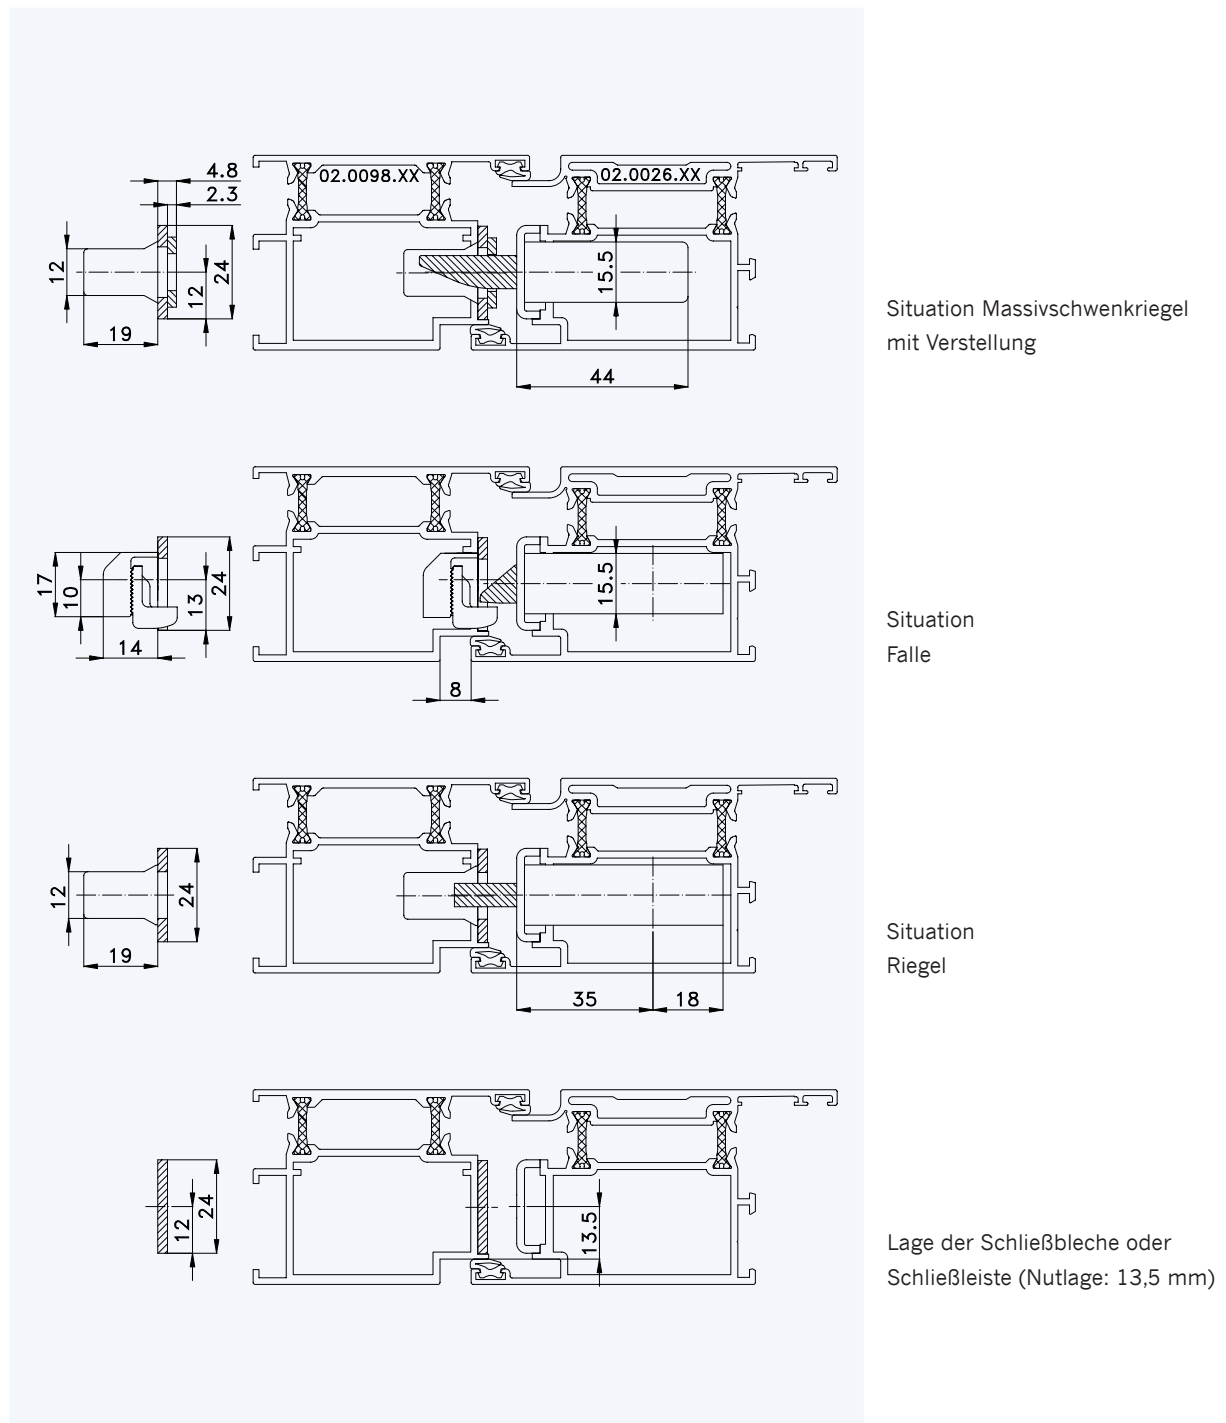 4.8
2.3
02.0098.XX
02.0026.XX
12
24
12
15.5
19
44
Situation Massivschwenkriegel
mit Verstellung
17
10
13
24
15.5
14
8
Situation
Falle
12
24
19
35
18
Situation
Riegel
12
24
13.5
Lage der Schließbleche oder
Schließleiste (Nutlage: 13,5 mm)